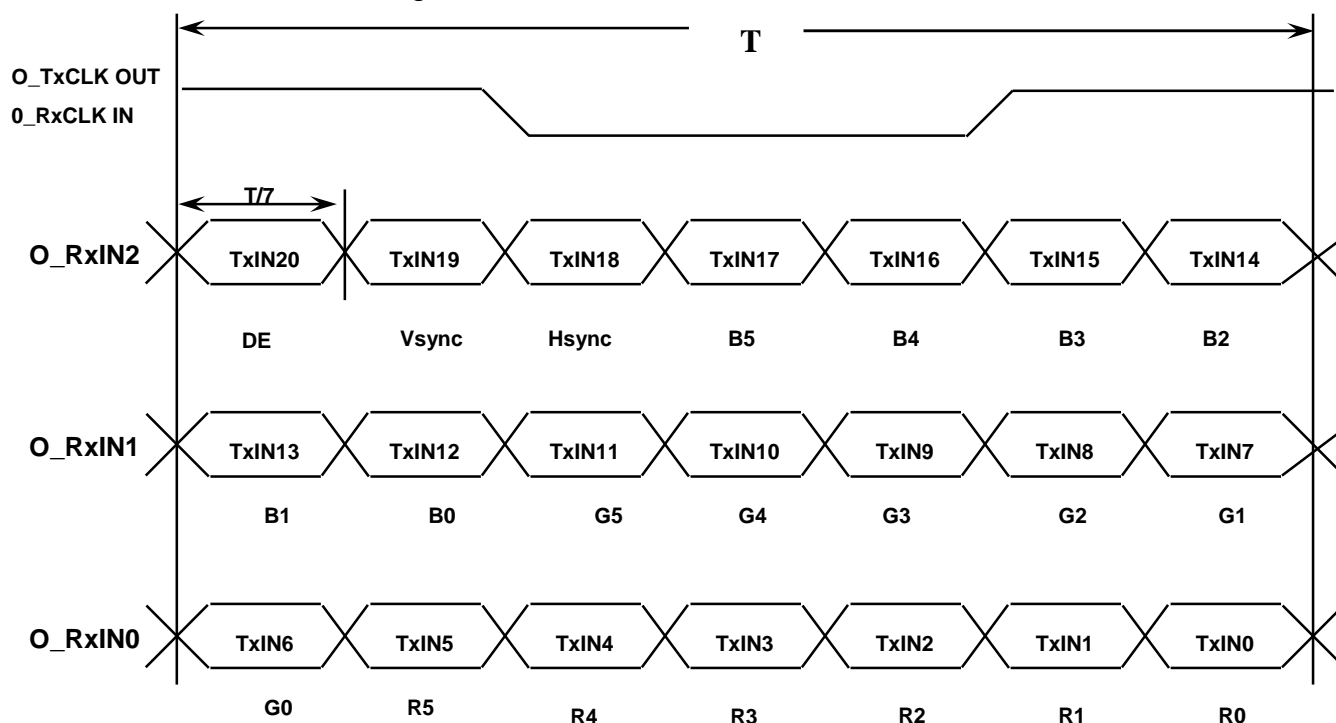 T
O_TxCLK OUT
0_RxCLK IN
T/7
O_RxIN2 TxIN20 TxIN19 TxIN18 TxIN17 TxIN16 TxIN15 TxIN14
DE Vsync Hsync B5 B4 B3 B2
O_RxIN1 TxIN13 TxIN12 TxIN11 TxIN10 TxIN9 TxIN8 TxIN7
B1 B0 G5 G4 G3 G2 G1
O_RxIN0 TxIN6 TxIN5 TxIN4 TxIN3 TxIN2 TxIN1 TxIN0
G0 R5 R4 R3 R2 R1 R0